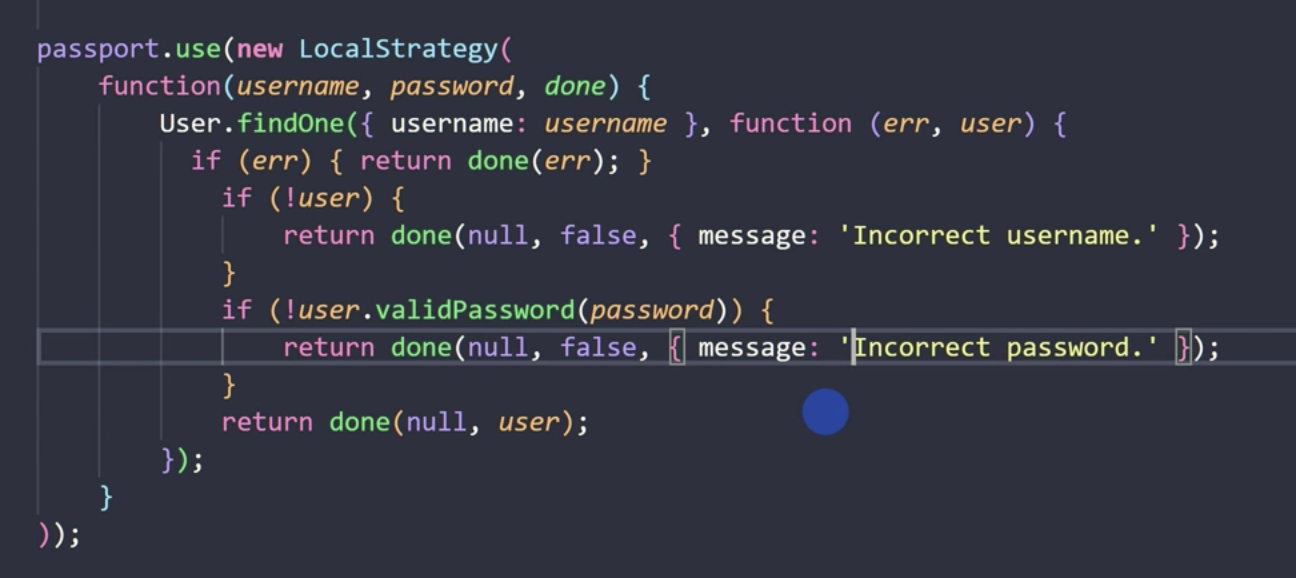 passport.use(new LocalStrategy(
    function(username, password, done) {
        User.findOne({ username: username }, function (err, user) {
          if (err) { return done(err); }
            if (!user) {
                return done(null, false, { message: 'Incorrect username.' });
            }
            if (!user.validPassword(password)) {
                return done(null, false, { message: 'Incorrect password.' });
            }
            return done(null, user);
        });
    }
));